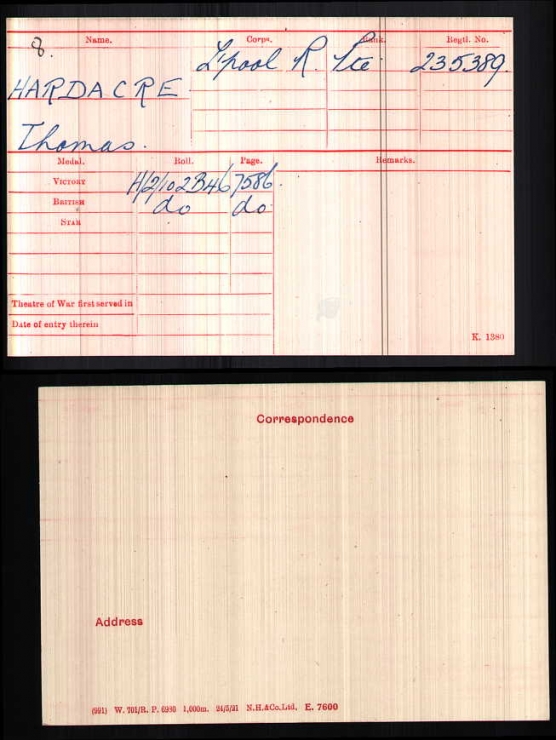 8.
Name. Corps. Rank. Regtl. No.
HARDACRE L'pool R. Pte 235389.
Thomas.
Medal. Roll. Page. Remarks.
VICTORY H/2/102B46 7586.
BRITISH do do
STAR
Theatre of War first served in
Date of entry therein
K. 1380
Correspondence
Address
(991) W. 701/R. P. 6930 1,000m. 24/5/21 N.H.&Co.Ltd. E. 7600